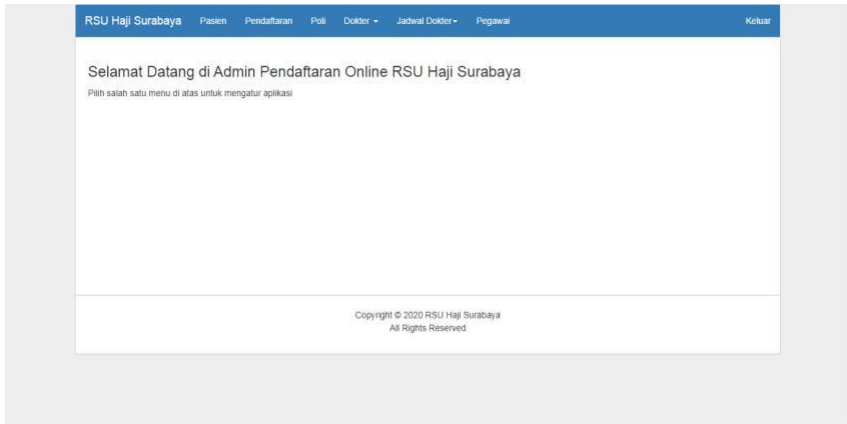 RSU Haji Surabaya Pasien Pendaftaran Poli Dokter Jadwal Dokter Pegawai Keluar
Selamat Datang di Admin Pendaftaran Online RSU Haji Surabaya
Pilih salah satu menu di atas untuk mengatur aplikasi
Copyright © 2020 RSU Haji Surabaya
All Rights Reserved